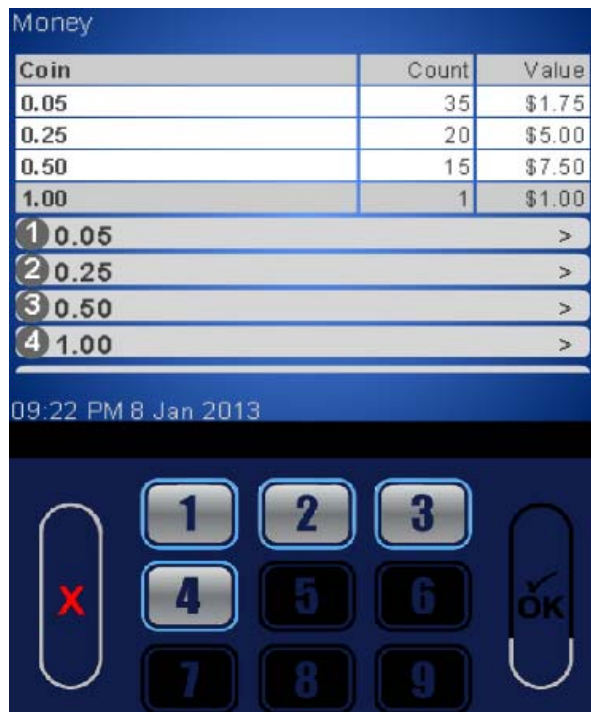 Money
Coin Count Value
0.05 35 $1.75
0.25 20 $5.00
0.50 15 $7.50
1.00 1 $1.00
1 0.05 >
2 0.25 >
3 0.50 >
4 1.00 >
09:22 PM 8 Jan 2013
1 2 3
X 4 5 6 OK
7 8 9